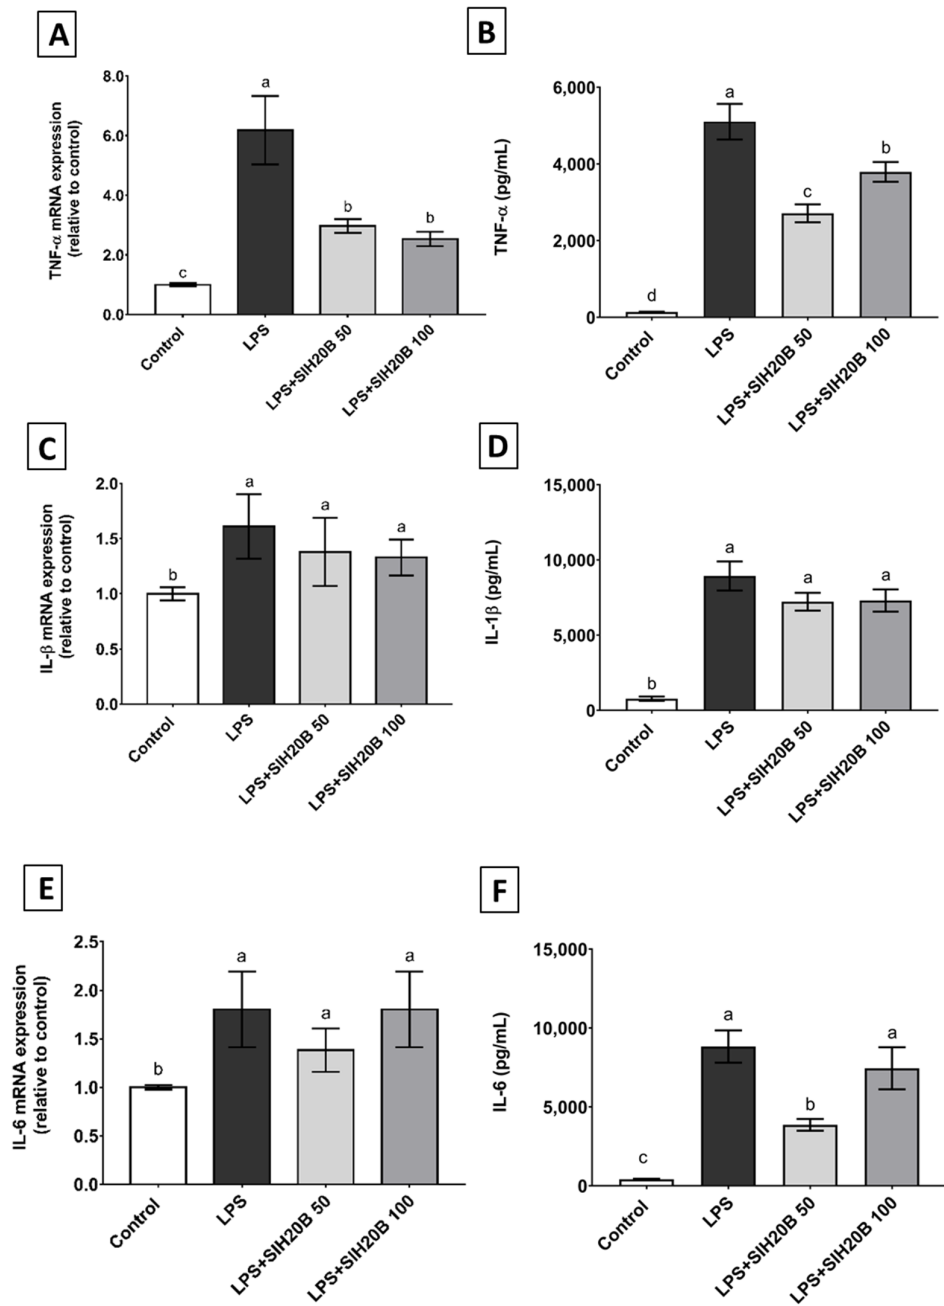 A
TNF-α mRNA expression
(relative to control)
8.0
6.0
4.0
2.0
0.0
a
b
b
c
Control
LPS
LPS+SIH20B 50
LPS+SIH20B 100
B
TNF-α (pg/mL)
6,000
4,000
2,000
0
a
b
c
d
Control
LPS
LPS+SIH20B 50
LPS+SIH20B 100
C
IL-β mRNA expression
(relative to control)
2.0
1.5
1.0
0.5
0.0
a
a
a
b
Control
LPS
LPS+SIH20B 50
LPS+SIH20B 100
D
IL-1β (pg/mL)
15,000
10,000
5,000
0
a
a
a
b
Control
LPS
LPS+SIH20B 50
LPS+SIH20B 100
E
IL-6 mRNA expression
(relative to control)
2.5
2.0
1.5
1.0
0.5
0.0
a
a
a
b
Control
LPS
LPS+SIH20B 50
LPS+SIH20B 100
F
IL-6 (pg/mL)
15,000
10,000
5,000
0
a
a
b
c
Control
LPS
LPS+SIH20B 50
LPS+SIH20B 100